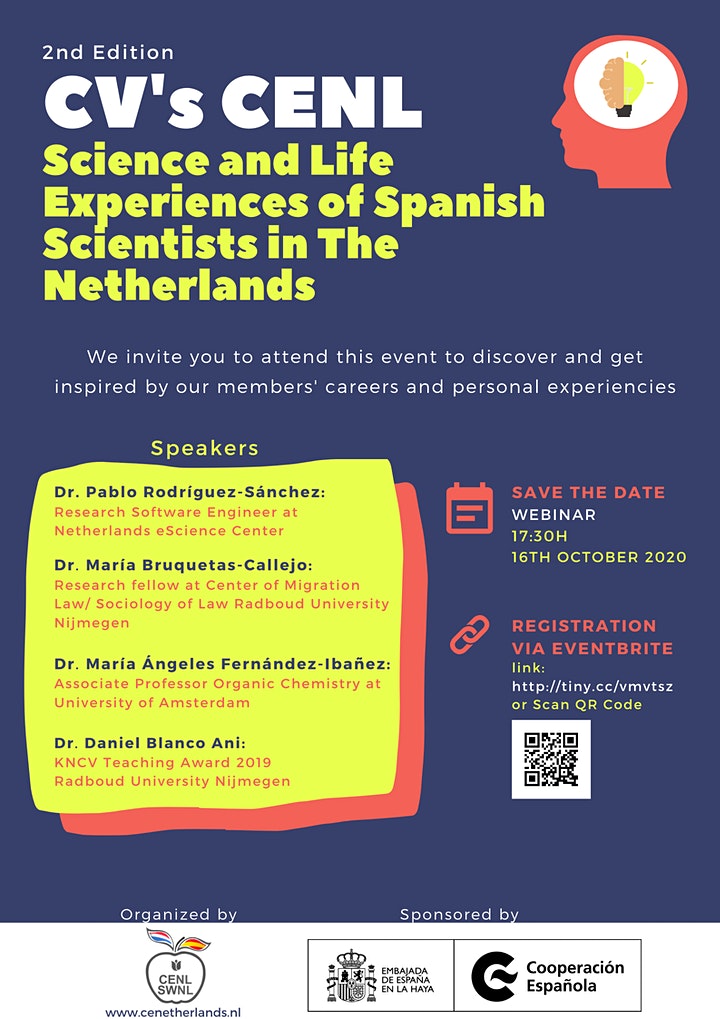 2nd Edition
CV's CENL
Science and Life
Experiences of Spanish
Scientists in The
Netherlands
We invite you to attend this event to discover and get
inspired by our members' careers and personal experiencies
Speakers
Dr. Pablo Rodríguez-Sánchez:
Research Software Engineer at
Netherlands eScience Center
Dr. María Bruquetas-Callejo:
Research fellow at Center of Migration
Law/ Sociology of Law Radboud University
Nijmegen
Dr. María Ángeles Fernández-Ibañez:
Associate Professor Organic Chemistry at
University of Amsterdam
Dr. Daniel Blanco Ani:
KNCV Teaching Award 2019
Radboud University Nijmegen
SAVE THE DATE
WEBINAR
17:30H
16TH OCTOBER 2020
REGISTRATION
VIA EVENTBRITE
link:
http://tiny.cc/vmvtsz
or Scan QR Code
Organized by
CENL
SWNL
www.cenetherlands.nl
Sponsored by
EMBAJADA
DE ESPAÑA
EN LA HAYA
Cooperación
Española